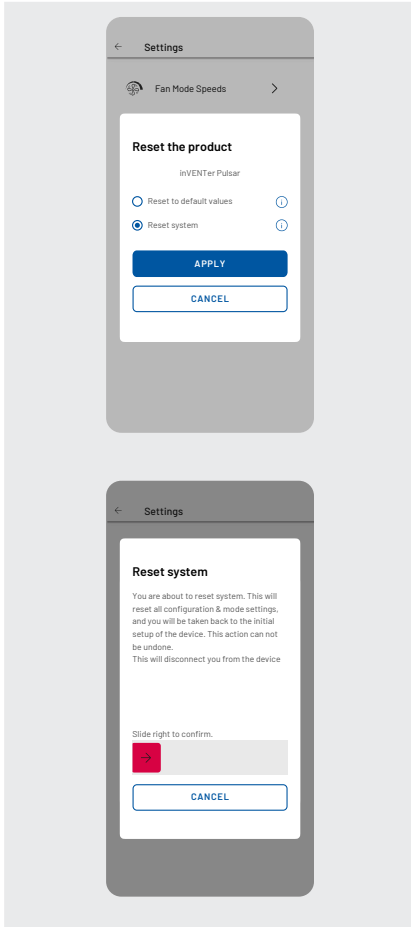 Settings
Fan Mode Speeds
Reset the product
inVENTer Pulsar
Reset to default values
Reset system
APPLY
CANCEL
Settings
Reset system
You are about to reset system. This will
reset all configuration & mode settings,
and you will be taken back to the initial
setup of the device. This action can not
be undone.
This will disconnect you from the device
Slide right to confirm.
CANCEL